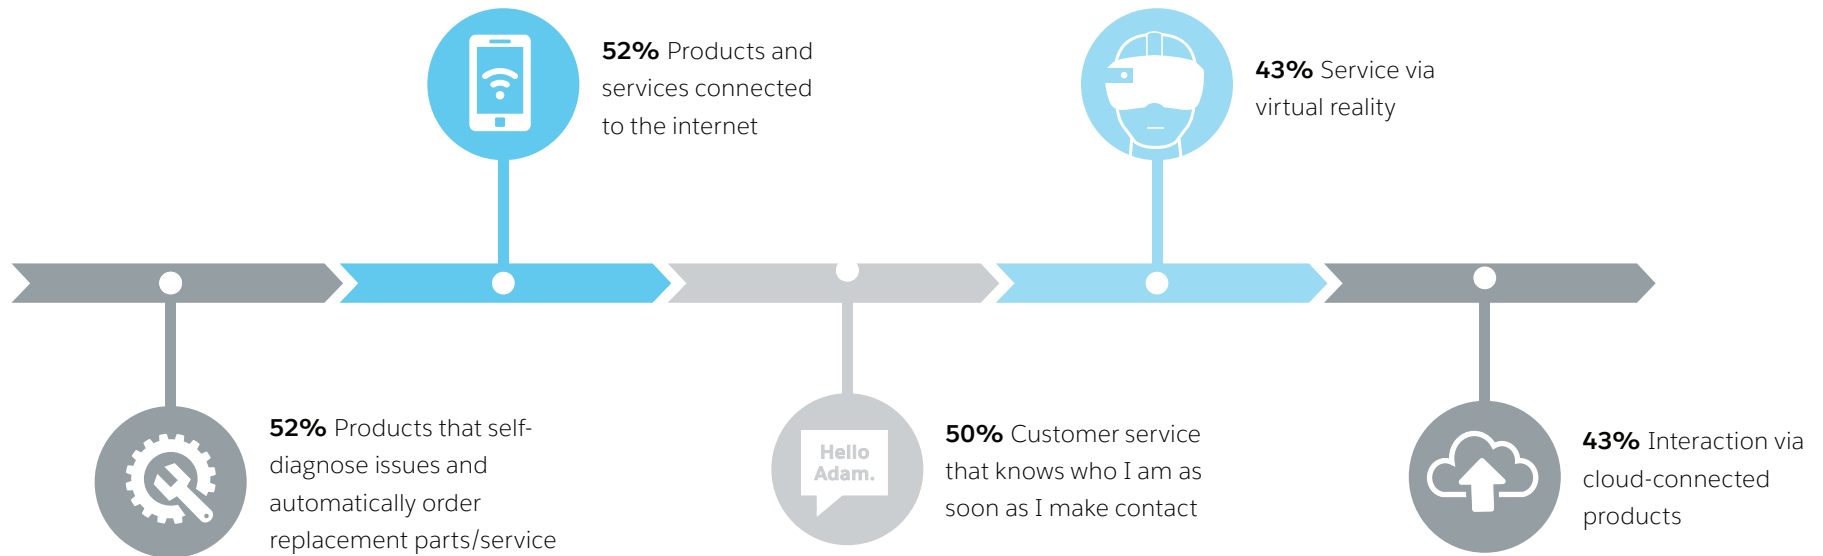 52% Products and
services connected
to the internet
43% Service via
virtual reality
52% Products that self-
diagnose issues and
automatically order
replacement parts/service
Hello
Adam.
50% Customer service
that knows who I am as
soon as I make contact
43% Interaction via
cloud-connected
products